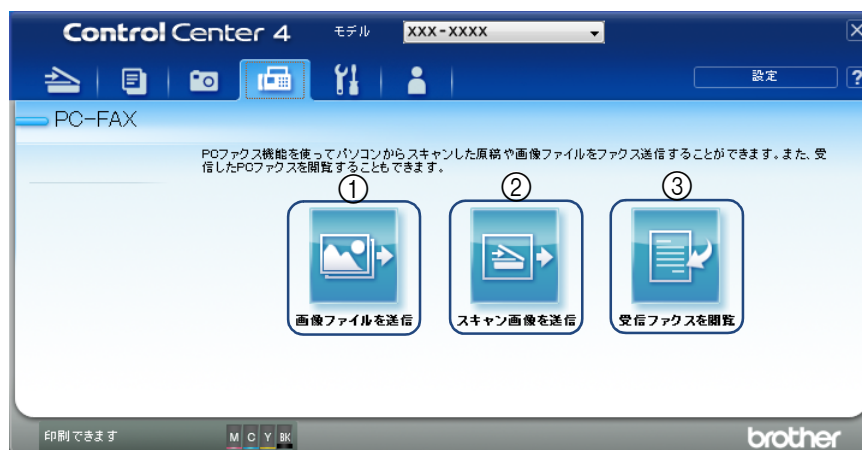 Control Center 4 モデル XXX-XXXX X
設定 ?
PC-FAX
PCファクス機能を使ってパソコンからスキャンした原稿や画像ファイルをファクス送信することができます。また、受
信したPCファクスを閲覧することもできます。
① ② ③
画像ファイルを送信 スキャン画像を送信 受信ファクスを閲覧
印刷できます M C Y BK brother